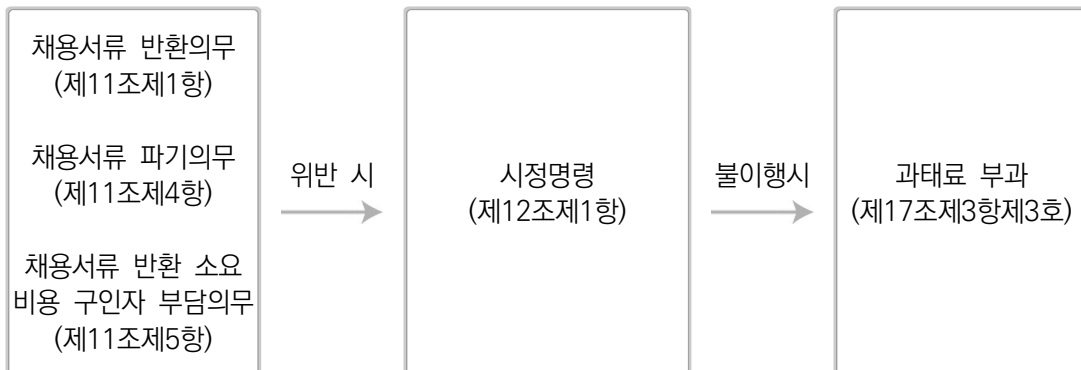 채용서류 반환의무
(제11조제1항)
채용서류 파기의무
(제11조제4항)
채용서류 반환 소요
비용 구인자 부담의무
(제11조제5항)
위반 시
시정명령
(제12조제1항)
불이행시
과태료 부과
(제17조제3항제3호)